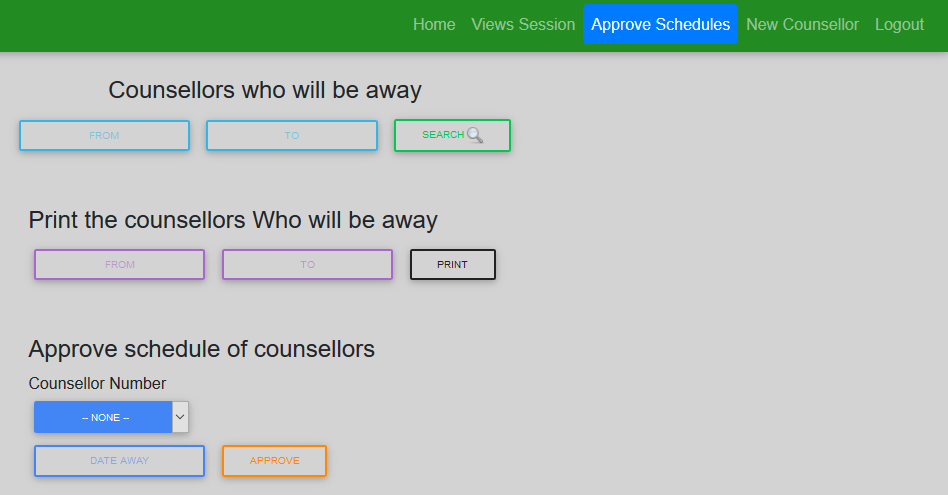 Home Views Session Approve Schedules New Counsellor Logout
Counsellors who will be away
FROM TO SEARCH
Print the counsellors Who will be away
FROM TO PRINT
Approve schedule of counsellors
Counsellor Number
-- NONE --
DATE AWAY APPROVE